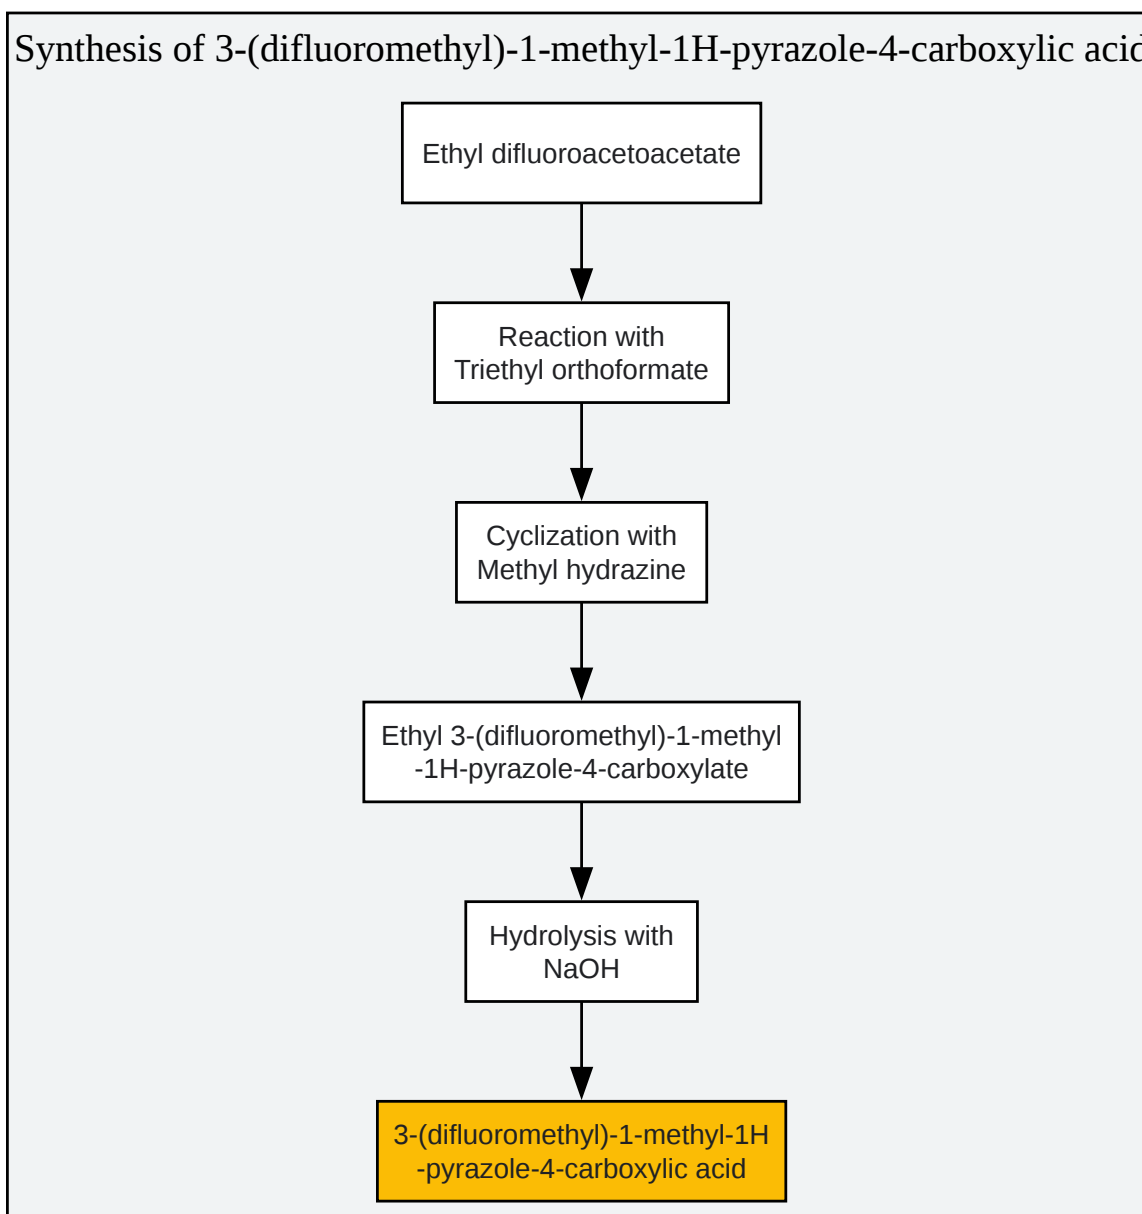 Synthesis of 3-(difluoromethyl)-1-methyl-1H-pyrazole-4-carboxylic acid
Ethyl difluoroacetoacetate
Reaction with
Triethyl orthoformate
Cyclization with
Methyl hydrazine
Ethyl 3-(difluoromethyl)-1-methyl
-1H-pyrazole-4-carboxylate
Hydrolysis with
NaOH
3-(difluoromethyl)-1-methyl-1H
-pyrazole-4-carboxylic acid